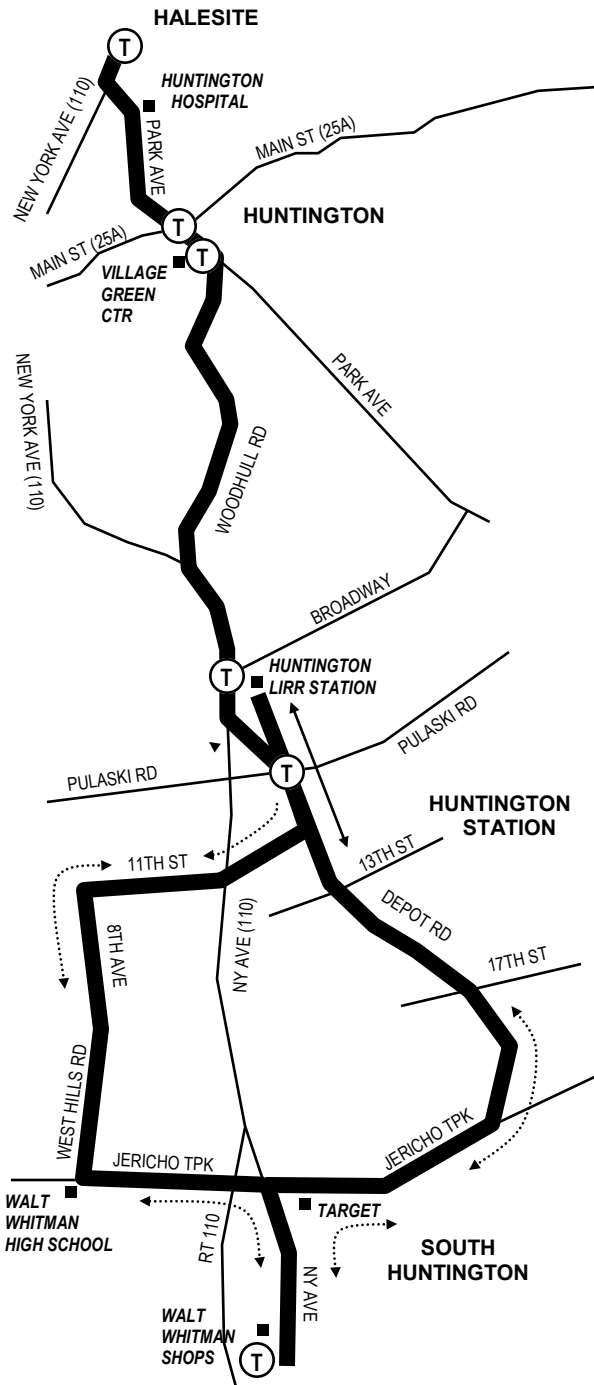 HALESITE
T
HUNTINGTON
HOSPITAL
NEW YORK AVE (110)
PARK AVE
MAIN ST (25A)
HUNTINGTON
T
MAIN ST (25A)
T
VILLAGE
GREEN
CTR
PARK AVE
NEW YORK AVE (110)
WOODHULL RD
BROADWAY
T
HUNTINGTON
LIRR STATION
PULASKI RD
T
PULASKI RD
HUNTINGTON
STATION
11TH ST
13TH ST
8TH AVE
NY AVE (110)
DEPOT RD
17TH ST
WEST HILLS RD
JERICHO TPK
JERICHO TPK
WALT
WHITMAN
HIGH SCHOOL
TARGET
RT 110
SOUTH
HUNTINGTON
NY AVE
WALT
WHITMAN
SHOPS
T